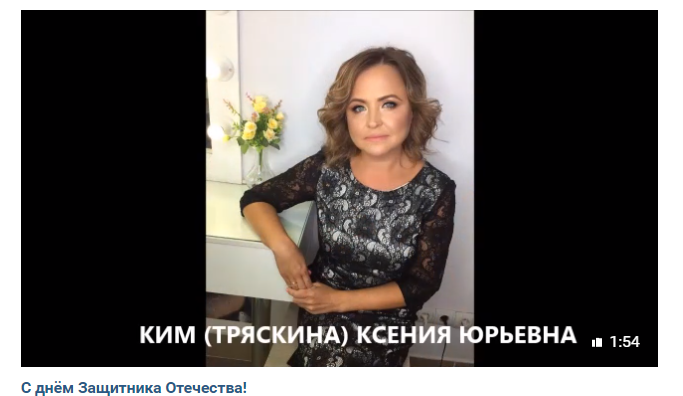 КИМ (ТРЯСКИНА) КСЕНИЯ ЮРЬЕВНА
1:54
С днём Защитника Отечества!